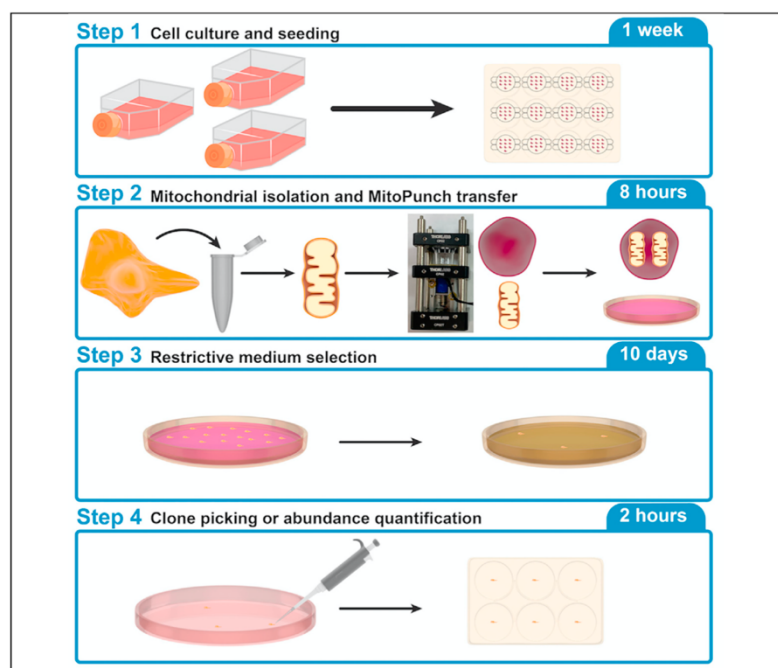 Step 1 Cell culture and seeding
1 week
Step 2 Mitochondrial isolation and MitoPunch transfer
8 hours
Step 3 Restrictive medium selection
10 days
Step 4 Clone picking or abundance quantification
2 hours